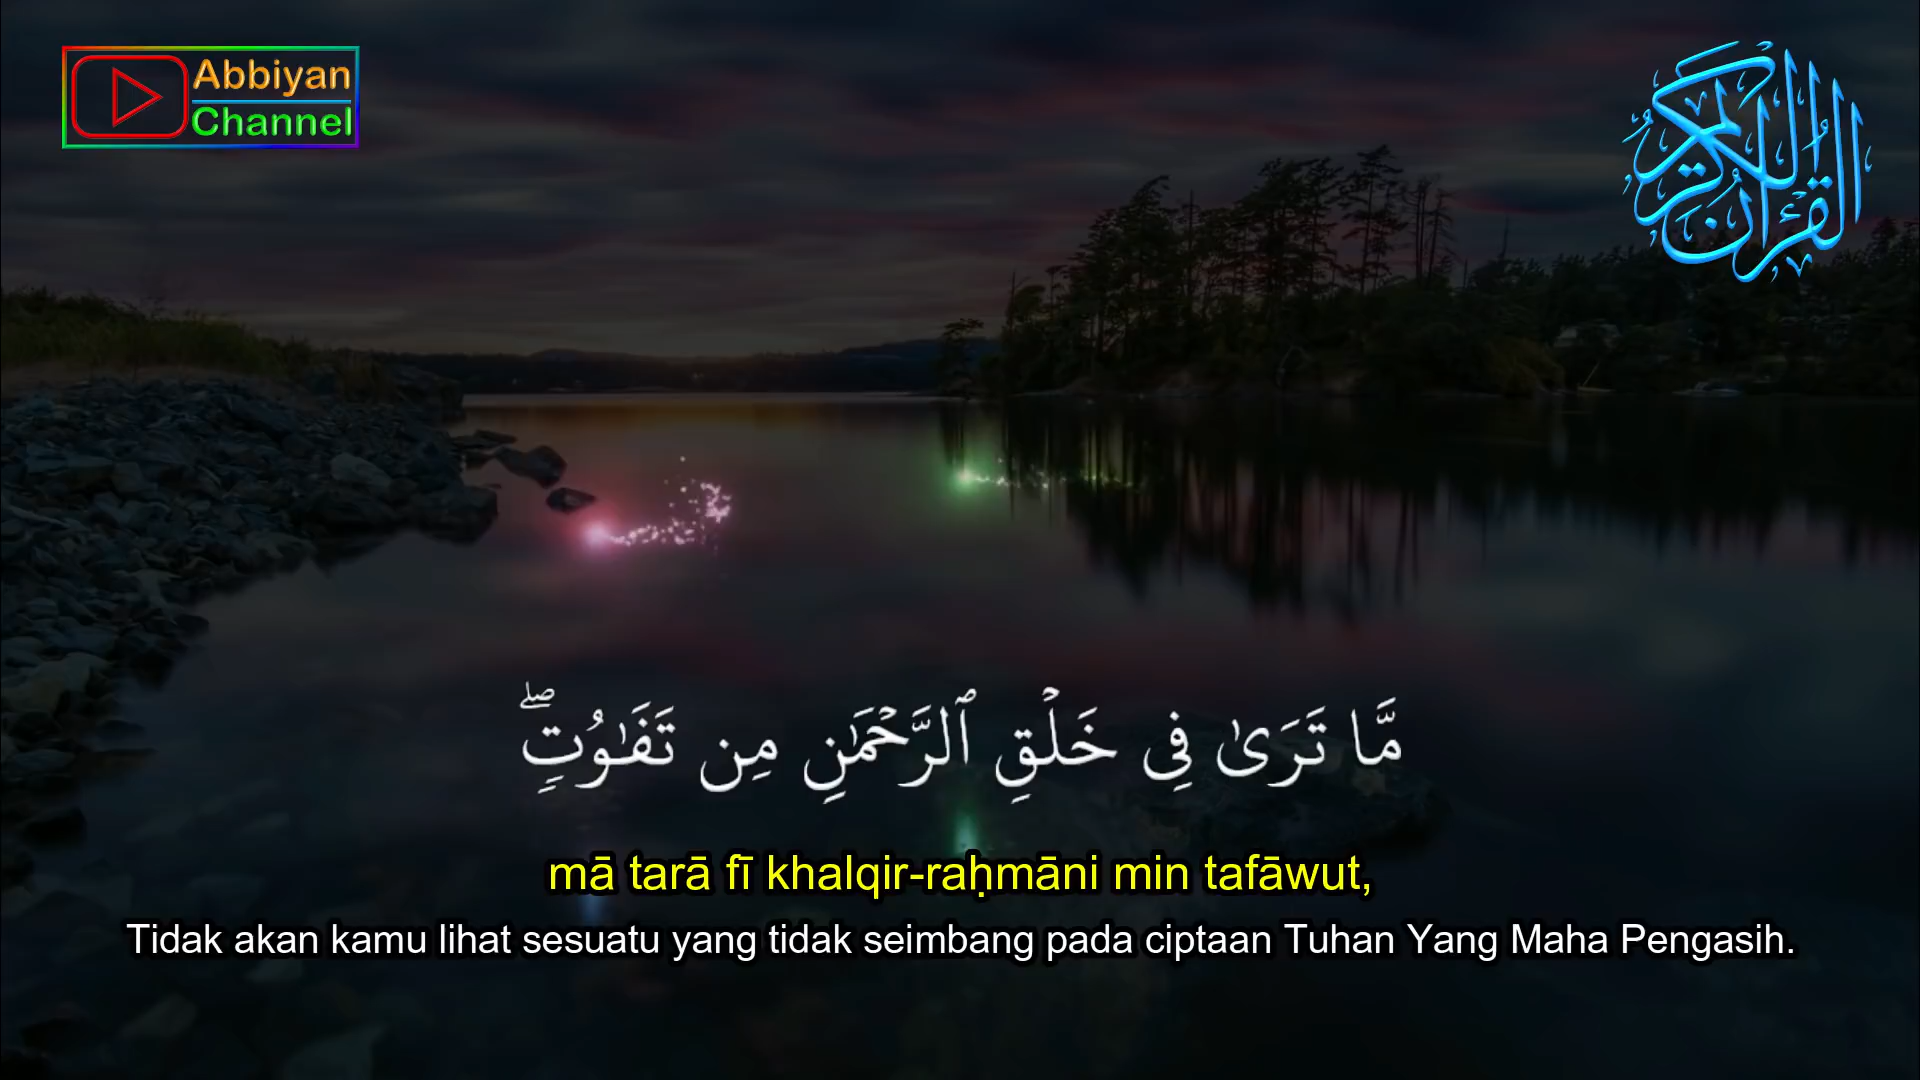 Abbiyan
Channel
القرآن الكريم
مَّا تَرَىٰ فِى خَلْقِ ٱلرَّحْمَـٰنِ مِن تَفَـٰوُتٍۖ
mā tarā fī khalqir-raḥmāni min tafāwut,
Tidak akan kamu lihat sesuatu yang tidak seimbang pada ciptaan Tuhan Yang Maha Pengasih.